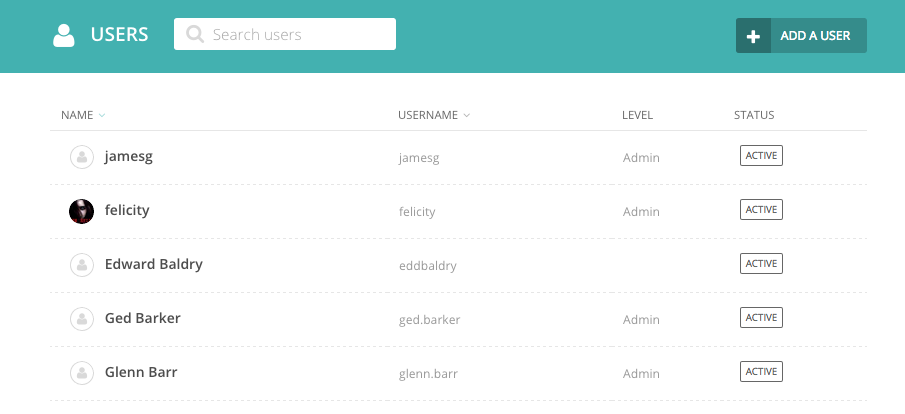 USERS Search users ADD A USER
NAME USERNAME LEVEL STATUS
jamesg jamesg Admin ACTIVE
felicity felicity Admin ACTIVE
Edward Baldry eddbaldry ACTIVE
Ged Barker ged.barker Admin ACTIVE
Glenn Barr glenn.barr Admin ACTIVE